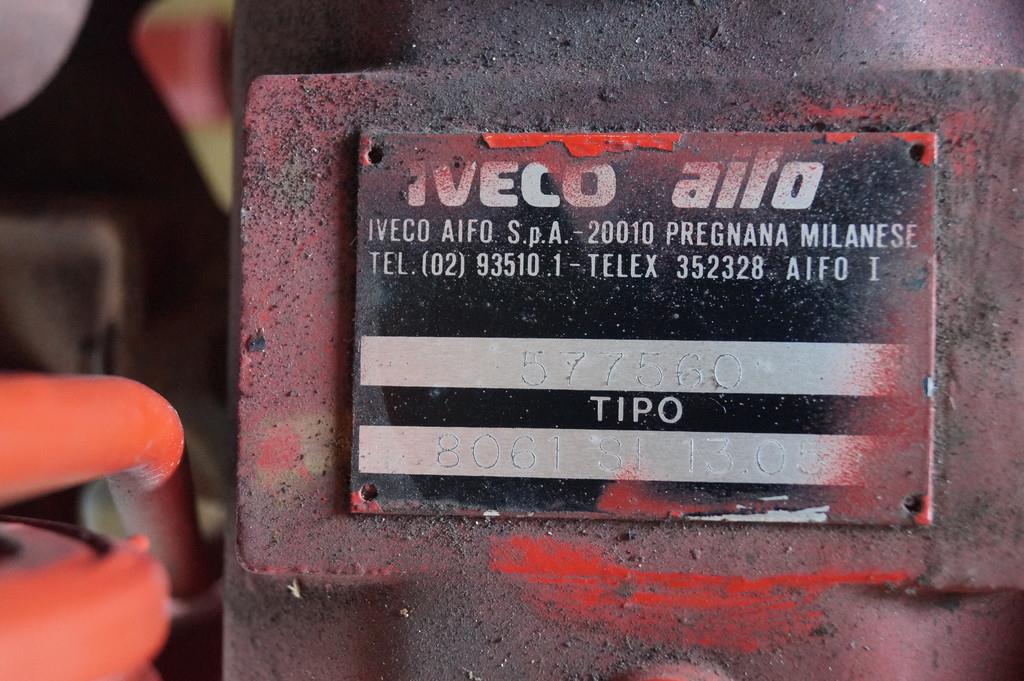 IVECO aifo
IVECO AIFO S.p.A.-20010 PREGNANA MILANESE
TEL.(02) 93510.1-TELEX 352328 AIFO I
577560
TIPO
8061 SI 13.05